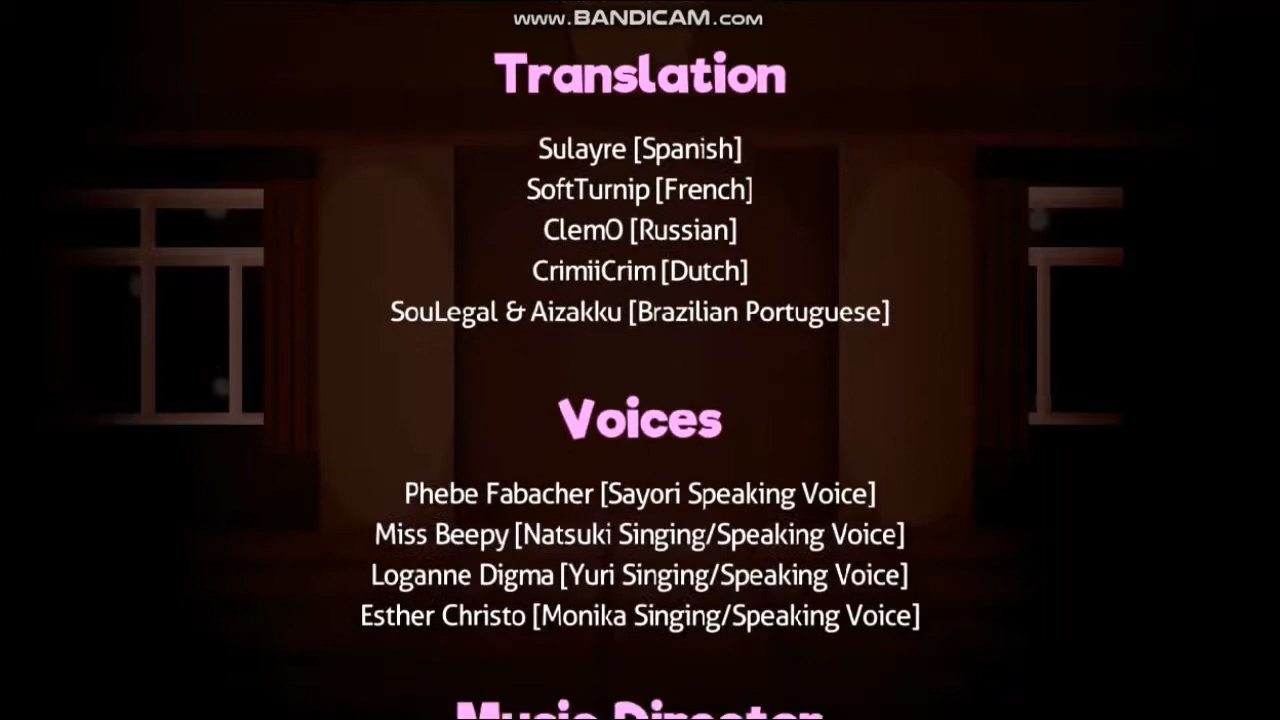 www.BANDICAM.com
Translation
Sulayre [Spanish]
SoftTurnip [French]
ClemO [Russian]
CrimiiCrim [Dutch]
SouLegal & Aizakku [Brazilian Portuguese]
Voices
Phebe Fabacher [Sayori Speaking Voice]
Miss Beepy [Natsuki Singing/Speaking Voice]
Loganne Digma [Yuri Singing/Speaking Voice]
Esther Christo [Monika Singing/Speaking Voice]
Music Director